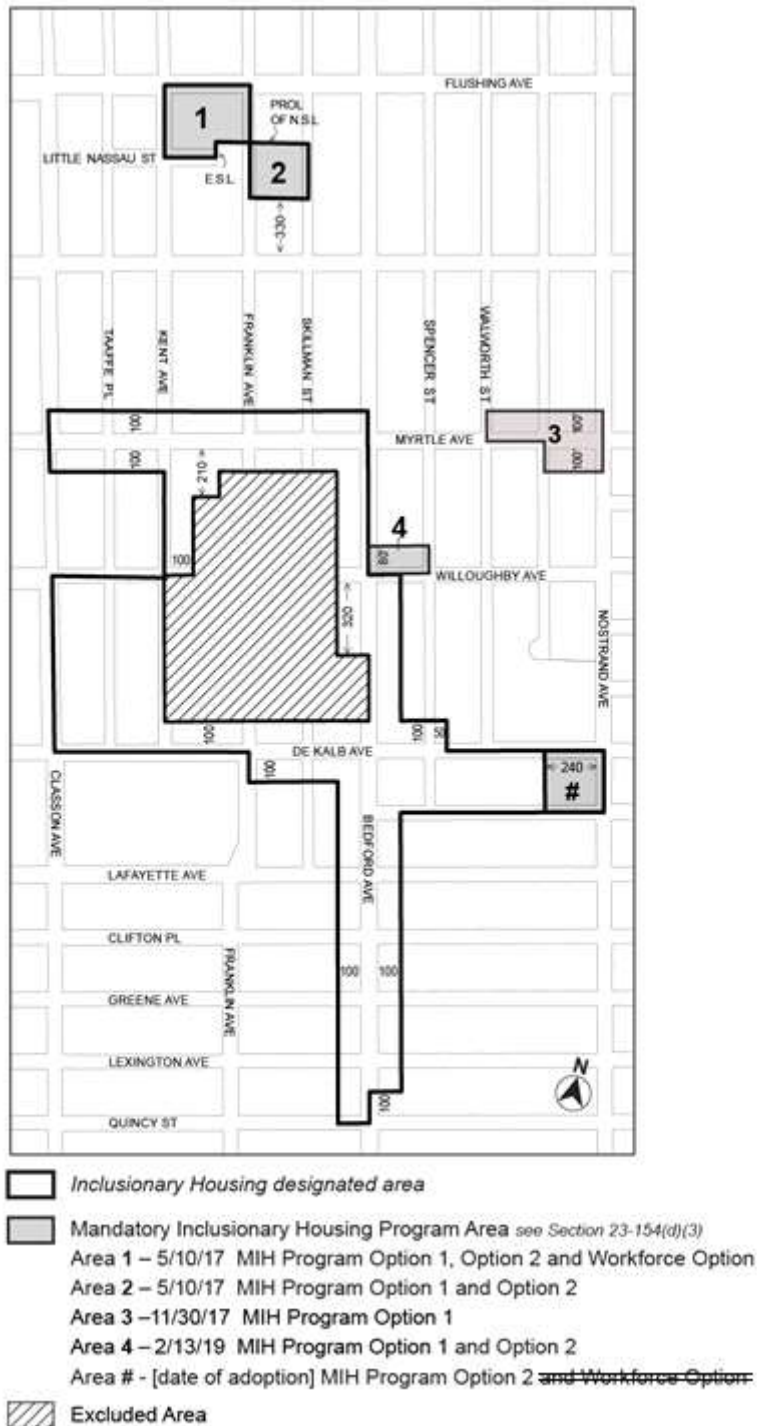 FLUSHING AVE
1
PROL
OF N.S.L
LITTLE NASSAU ST
2
E.S.L
330
TAAFFE PL
KENT AVE
FRANKLIN AVE
SKILLMAN ST
SPENCER ST
WALWORTH ST
100
100
MYRTLE AVE
3
100
100
210
4
100
80
WILLOUGHBY AVE
320
NOSTRAND AVE
100
100
50
DE KALB AVE
100
240
#
CLASSON AVE
BEDFORD AVE
LAFAYETTE AVE
CLIFTON PL
FRANKLIN AVE
100
100
GREENE AVE
LEXINGTON AVE
N
100
QUINCY ST
Inclusionary Housing designated area
Mandatory Inclusionary Housing Program Area see Section 23-154(d)(3)
Area 1 – 5/10/17 MIH Program Option 1, Option 2 and Workforce Option
Area 2 – 5/10/17 MIH Program Option 1 and Option 2
Area 3 –11/30/17 MIH Program Option 1
Area 4 – 2/13/19 MIH Program Option 1 and Option 2
Area # - [date of adoption] MIH Program Option 2 and Workforce Option
Excluded Area